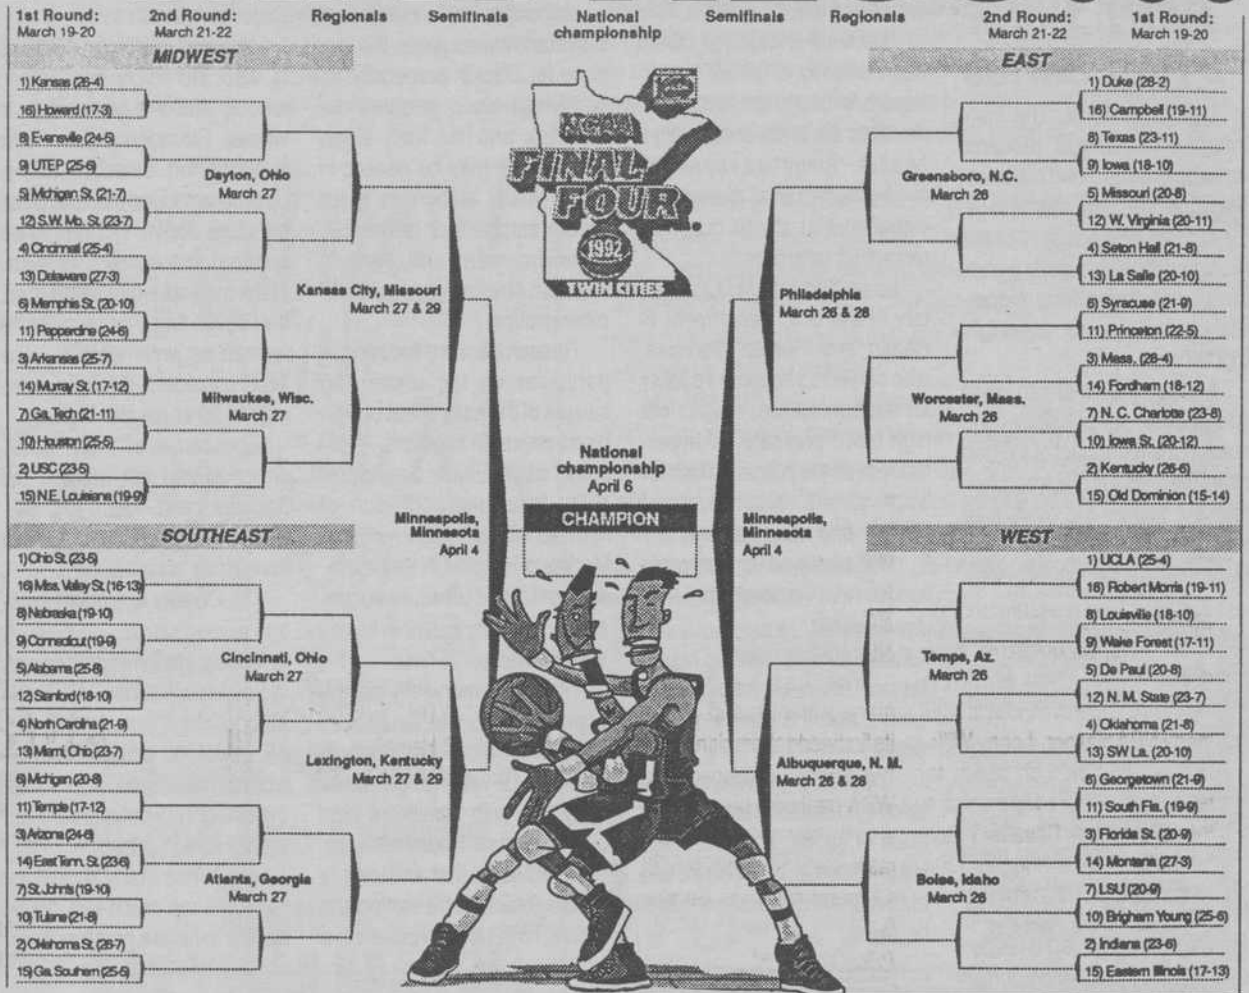 1st Round:
March 19-20
2nd Round:
March 21-22
Regionals
Semifinals
National
championship
Semifinals
Regionals
2nd Round:
March 21-22
1st Round:
March 19-20
MIDWEST
1) Kansas (26-4)
16) Howard (17-3)
8) Evansville (24-5)
9) UTEP (25-6)
5) Michigan St. (21-7)
12) S.W. Mo. St. (23-7)
4) Cincinnati (25-4)
13) Delaware (27-3)
6) Memphis St. (20-10)
11) Pepperdine (24-6)
3) Arkansas (25-7)
14) Murray St. (17-12)
7) Ga. Tech (21-11)
10) Houston (25-5)
2) USC (23-5)
15) N.E. Louisiana (19-9)
Dayton, Ohio
March 27
Kansas City, Missouri
March 27 & 29
Milwaukee, Wisc.
March 27
SOUTHEAST
1) Ohio St. (23-5)
16) Miss. Valley St. (16-13)
8) Nebraska (19-10)
9) Connecticut (19-9)
5) Alabama (25-8)
12) Stanford (18-10)
4) North Carolina (21-9)
13) Miami, Ohio (23-7)
6) Michigan (20-8)
11) Temple (17-12)
3) Arizona (24-6)
14) East Tenn. St. (23-6)
7) St. John's (19-10)
10) Tulane (21-8)
2) Oklahoma St. (26-7)
15) Ga. Southern (25-5)
Cincinnati, Ohio
March 27
Lexington, Kentucky
March 27 & 29
Atlanta, Georgia
March 27
Minneapolis,
Minnesota
April 4
NCAA
FINAL
FOUR
1992
TWIN CITIES
National
championship
April 6
CHAMPION
Minneapolis,
Minnesota
April 4
EAST
1) Duke (28-2)
16) Campbell (19-11)
8) Texas (23-11)
9) Iowa (18-10)
5) Missouri (20-8)
12) W. Virginia (20-11)
4) Seton Hall (21-8)
13) La Salle (20-10)
6) Syracuse (21-9)
11) Princeton (22-5)
3) Mass. (28-4)
14) Fordham (18-12)
7) N. C. Charlotte (23-8)
10) Iowa St. (20-12)
2) Kentucky (26-6)
15) Old Dominion (15-14)
Greensboro, N.C.
March 26
Philadelphia
March 26 & 28
Worcester, Mass.
March 26
WEST
1) UCLA (25-4)
16) Robert Morris (19-11)
8) Louisville (18-10)
9) Wake Forest (17-11)
5) De Paul (20-8)
12) N. M. State (23-7)
4) Oklahoma (21-8)
13) SW La. (20-10)
6) Georgetown (21-9)
11) South Fla. (19-9)
3) Florida St. (20-9)
14) Montana (27-3)
7) LSU (20-9)
10) Brigham Young (25-6)
2) Indiana (23-6)
15) Eastern Illinois (17-13)
Tempe, Az.
March 26
Albuquerque, N. M.
March 26 & 28
Boise, Idaho
March 26